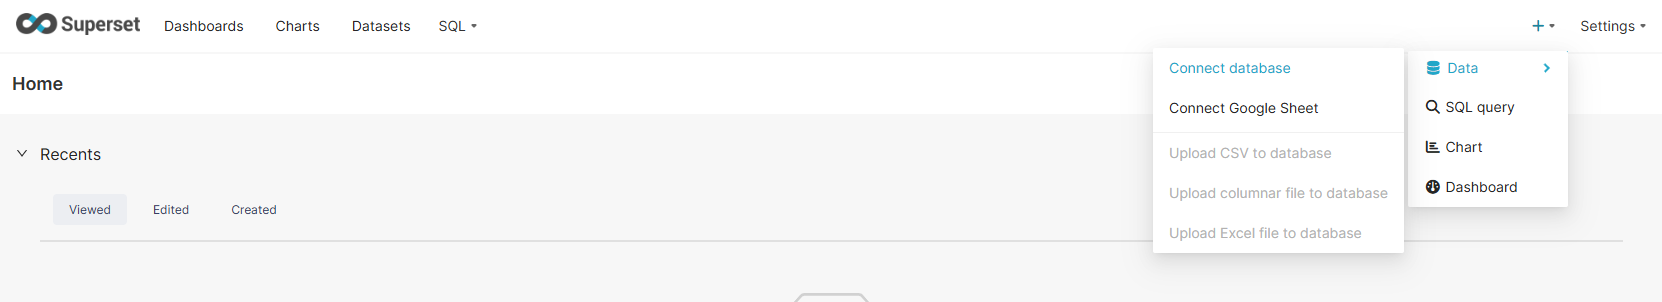 Superset Dashboards Charts Datasets SQL Settings
Home
Connect database
Connect Google Sheet
Upload CSV to database
Upload columnar file to database
Upload Excel file to database
Data
SQL query
Chart
Dashboard
Recents
Viewed Edited Created